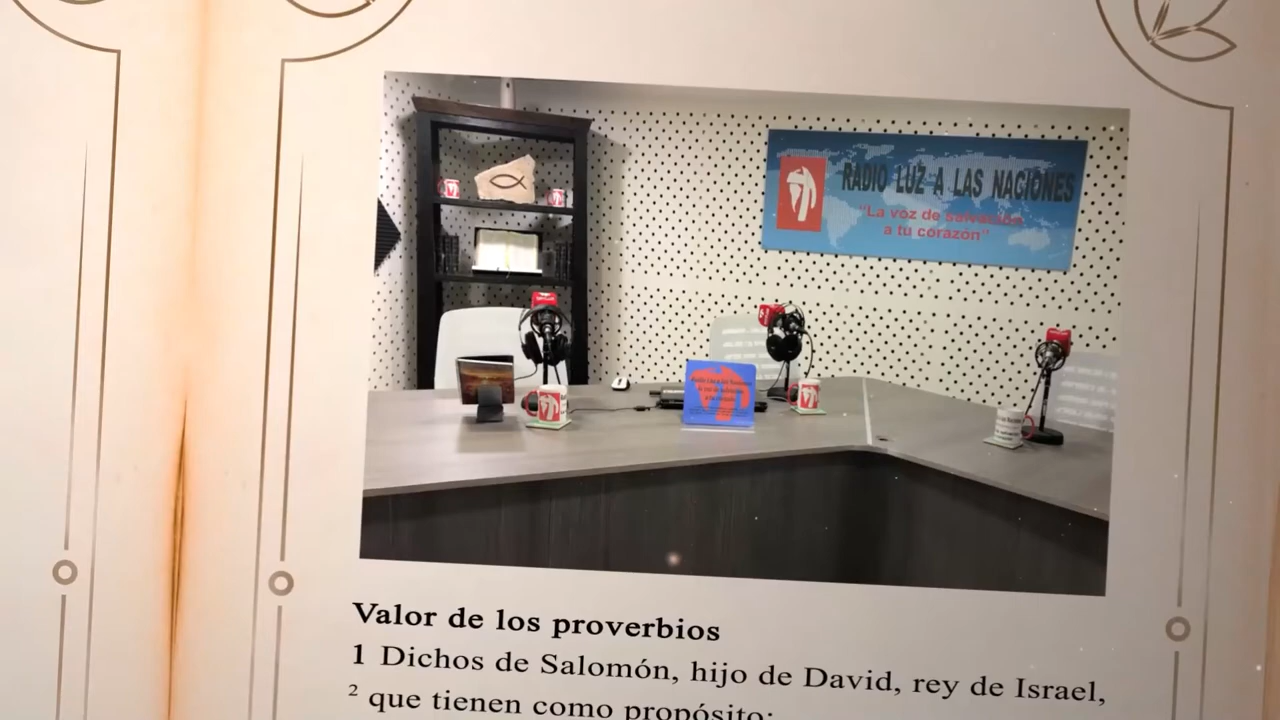 RADIO LUZ A LAS NACIONES
"La voz de salvación
a tu corazón"
Valor de los proverbios
1 Dichos de Salomón, hijo de David, rey de Israel,
2 que tienen como propósito: